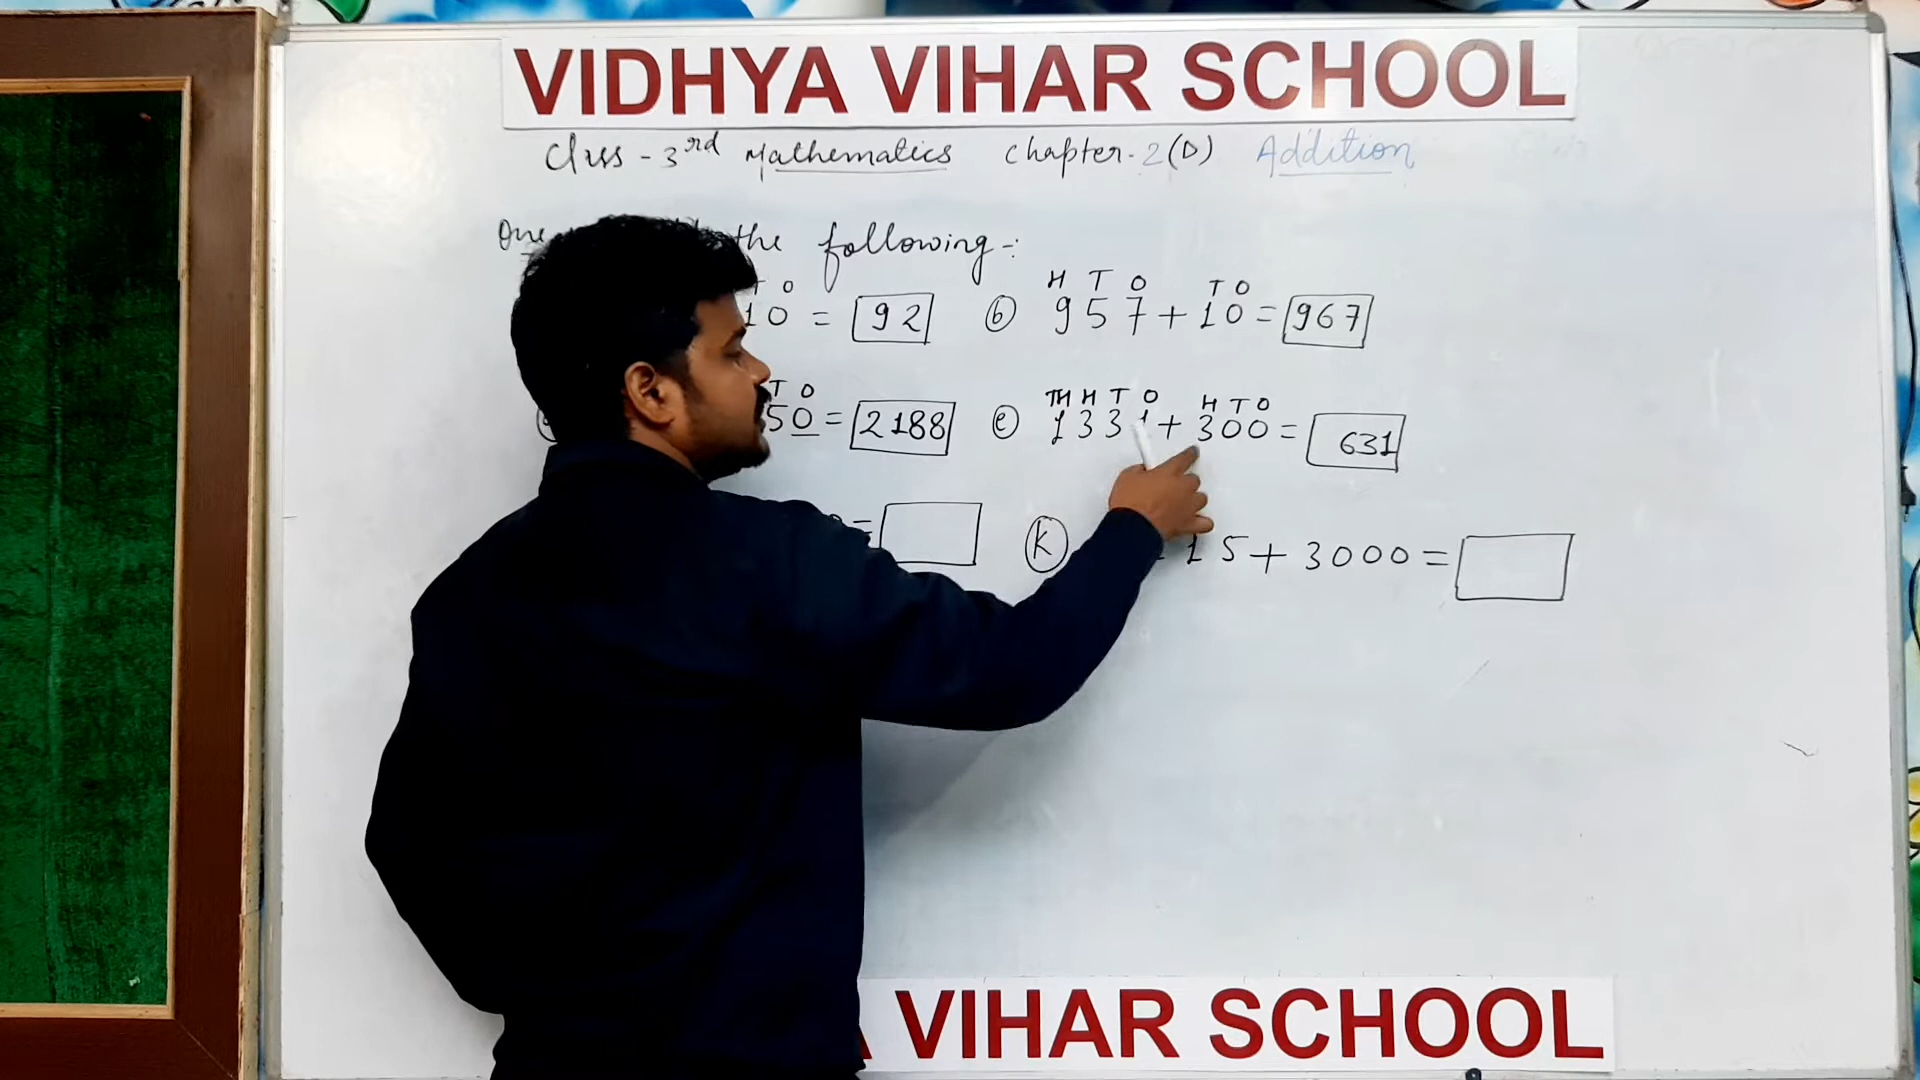 VIDHYA VIHAR SCHOOL
Class - 3rd Mathematics Chapter-2(D) Addition
the following -:
T O H T O T O
10 = 92 (b) 957 + 10 = 967
T O TH H T O H T O
50 = 2188 (e) 1331 + 300 = 631
= (K) 15 + 3000 =
VIHAR SCHOOL